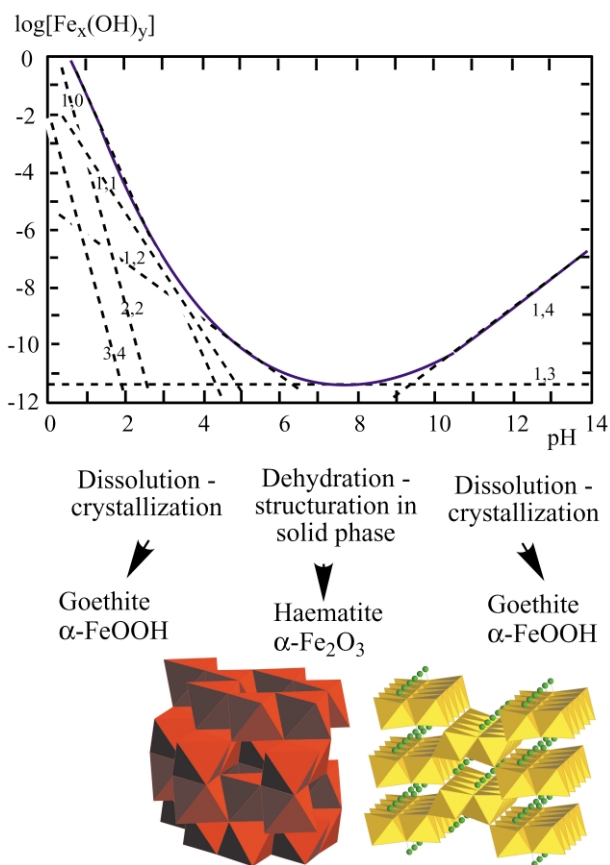 log[Feₓ(OH)ᵧ]
0
-2
-4
-6
-8
-10
-12
1,0
1,1
1,2
2,2
3,4
1,4
1,3
0 2 4 6 8 10 12 14
pH
Dissolution -
crystallization
Goethite
α-FeOOH
Dehydration -
structuration in
solid phase
Haematite
α-Fe₂O₃
Dissolution -
crystallization
Goethite
α-FeOOH